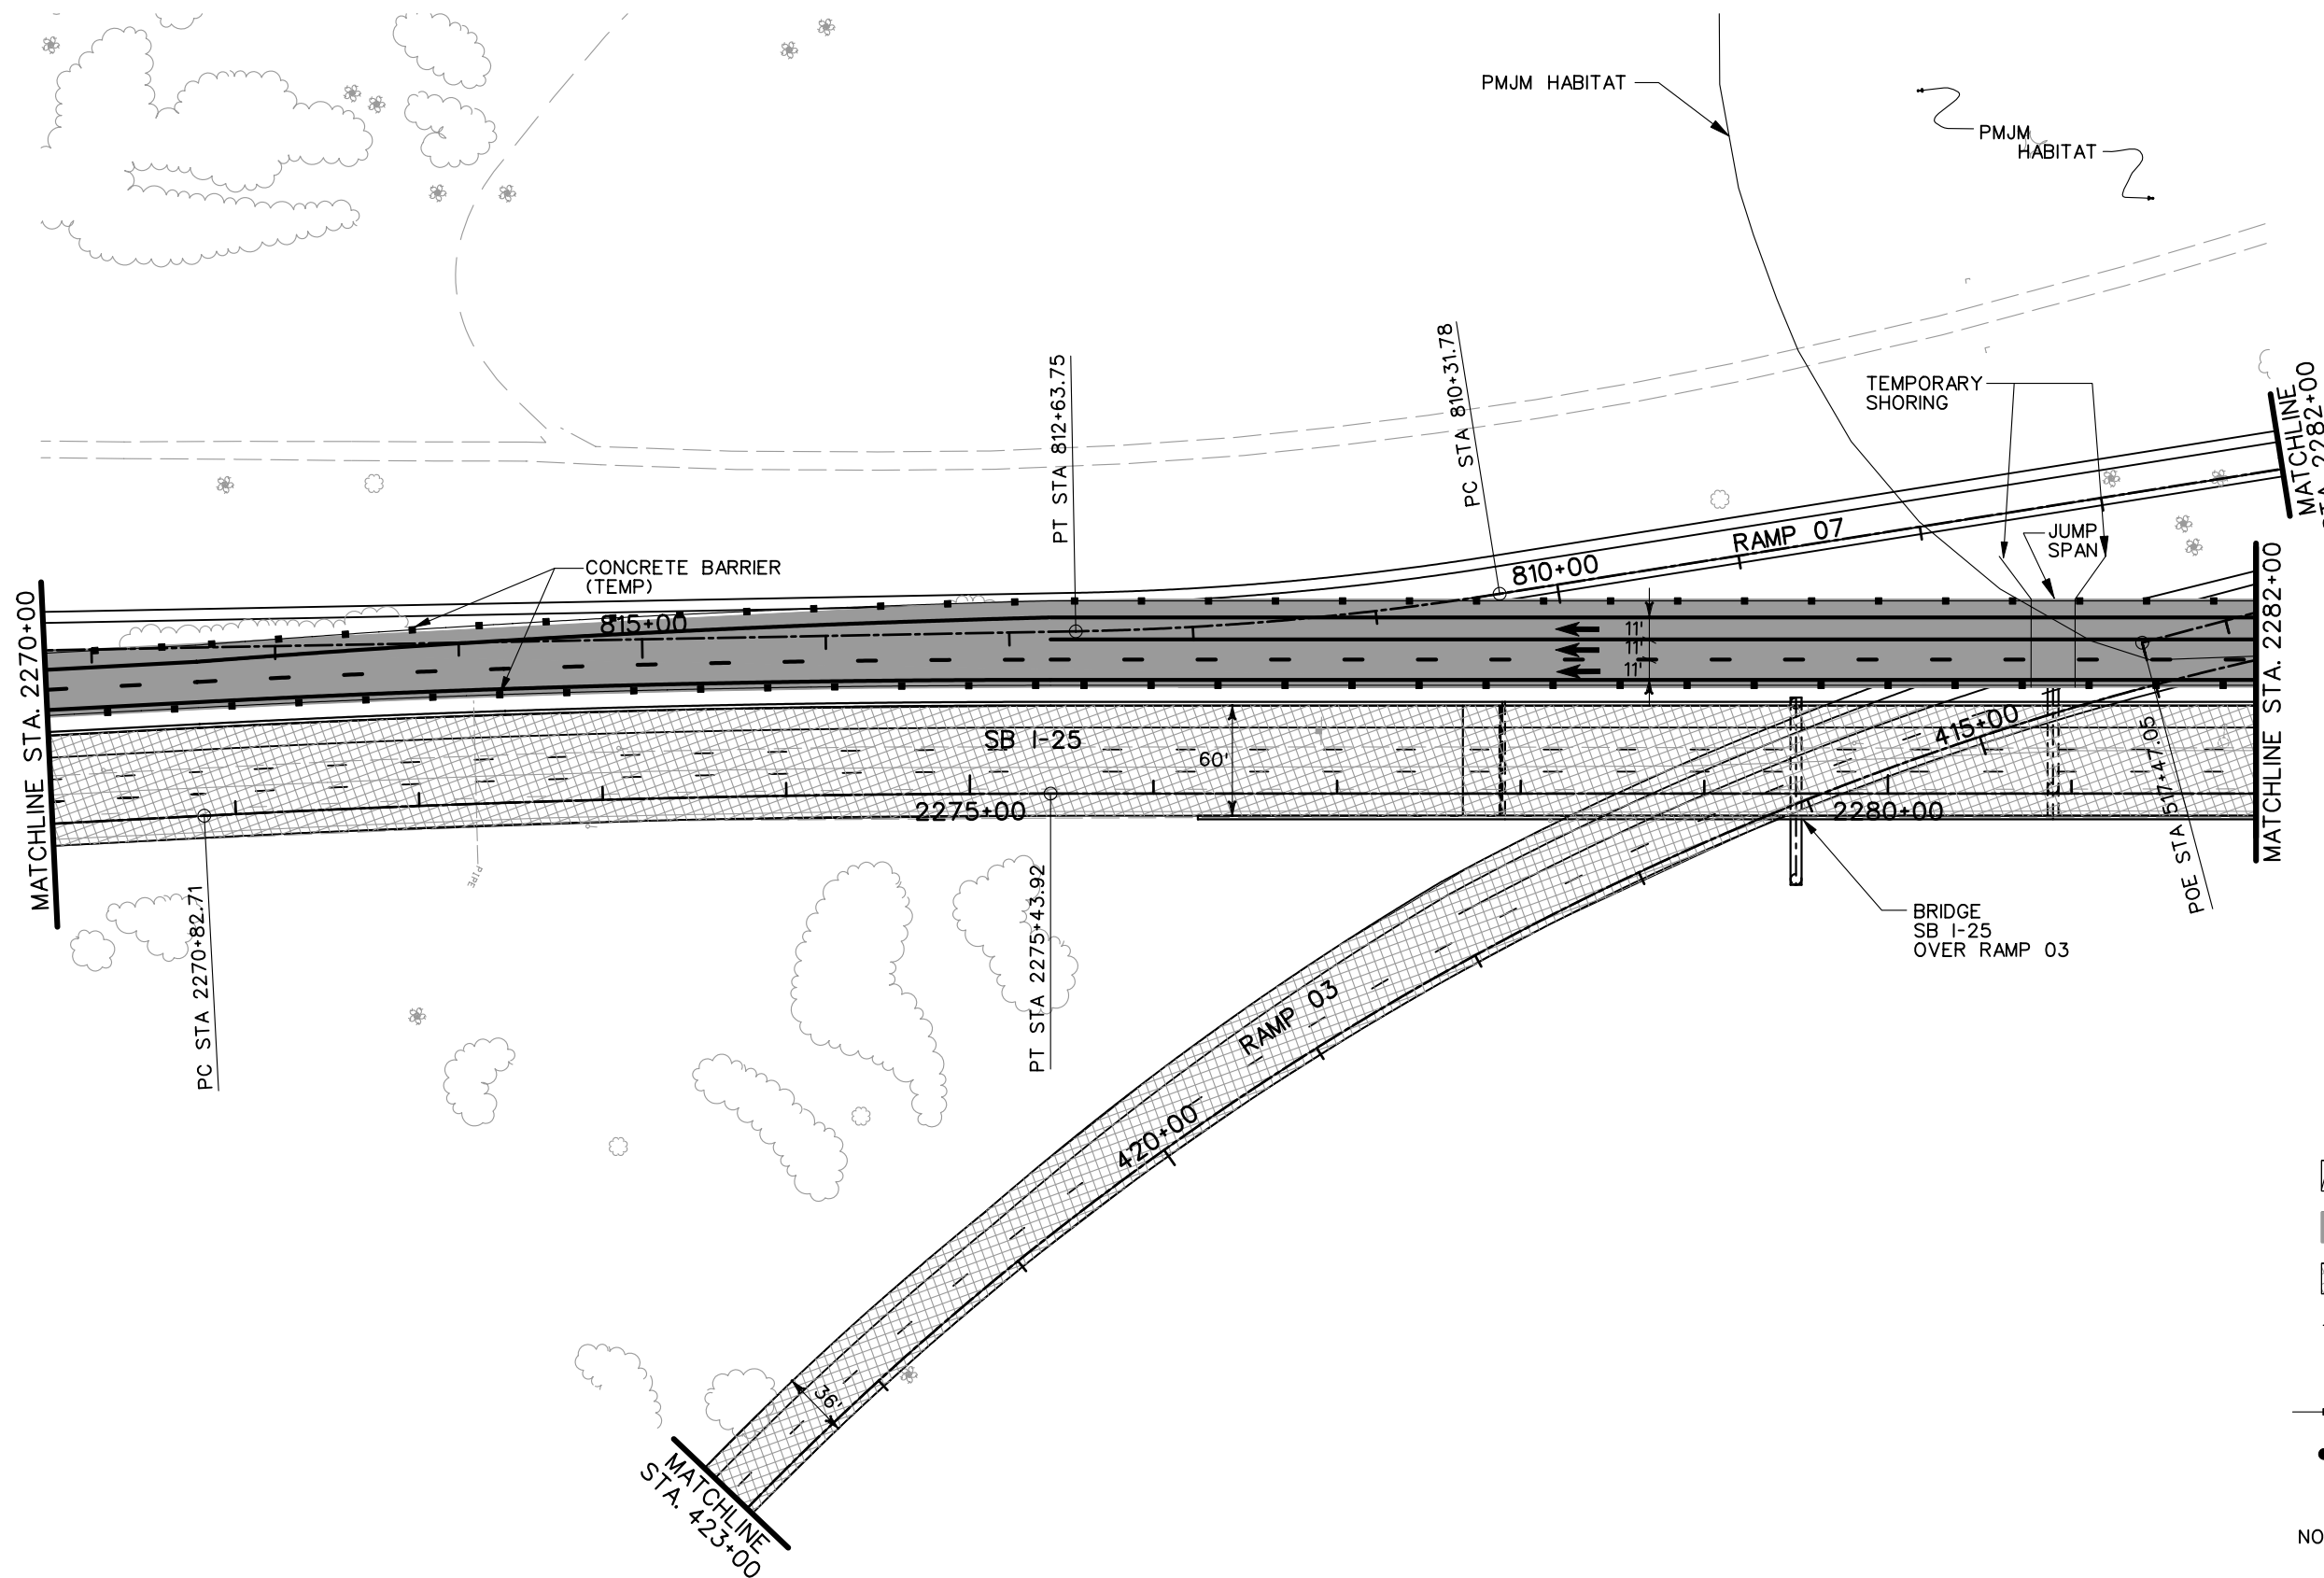 PMJM HABITAT
PMJM
HABITAT
TEMPORARY
SHORING
MATCHLINE
STA. 2282+00
PT STA 812+63.75
PC STA 810+31.78
RAMP 07
JUMP
SPAN
CONCRETE BARRIER
(TEMP)
810+00
815+00
11'
11'
11'
MATCHLINE STA. 2270+00
MATCHLINE STA. 2282+00
SB I-25
60'
415+00
2275+00
2280+00
POE STA 517+47.05
PIPE
PC STA 2270+82.71
PT STA 2275+43.92
BRIDGE
SB I-25
OVER RAMP 03
RAMP 03
420+00
36'
MATCHLINE
STA. 423+00
NO